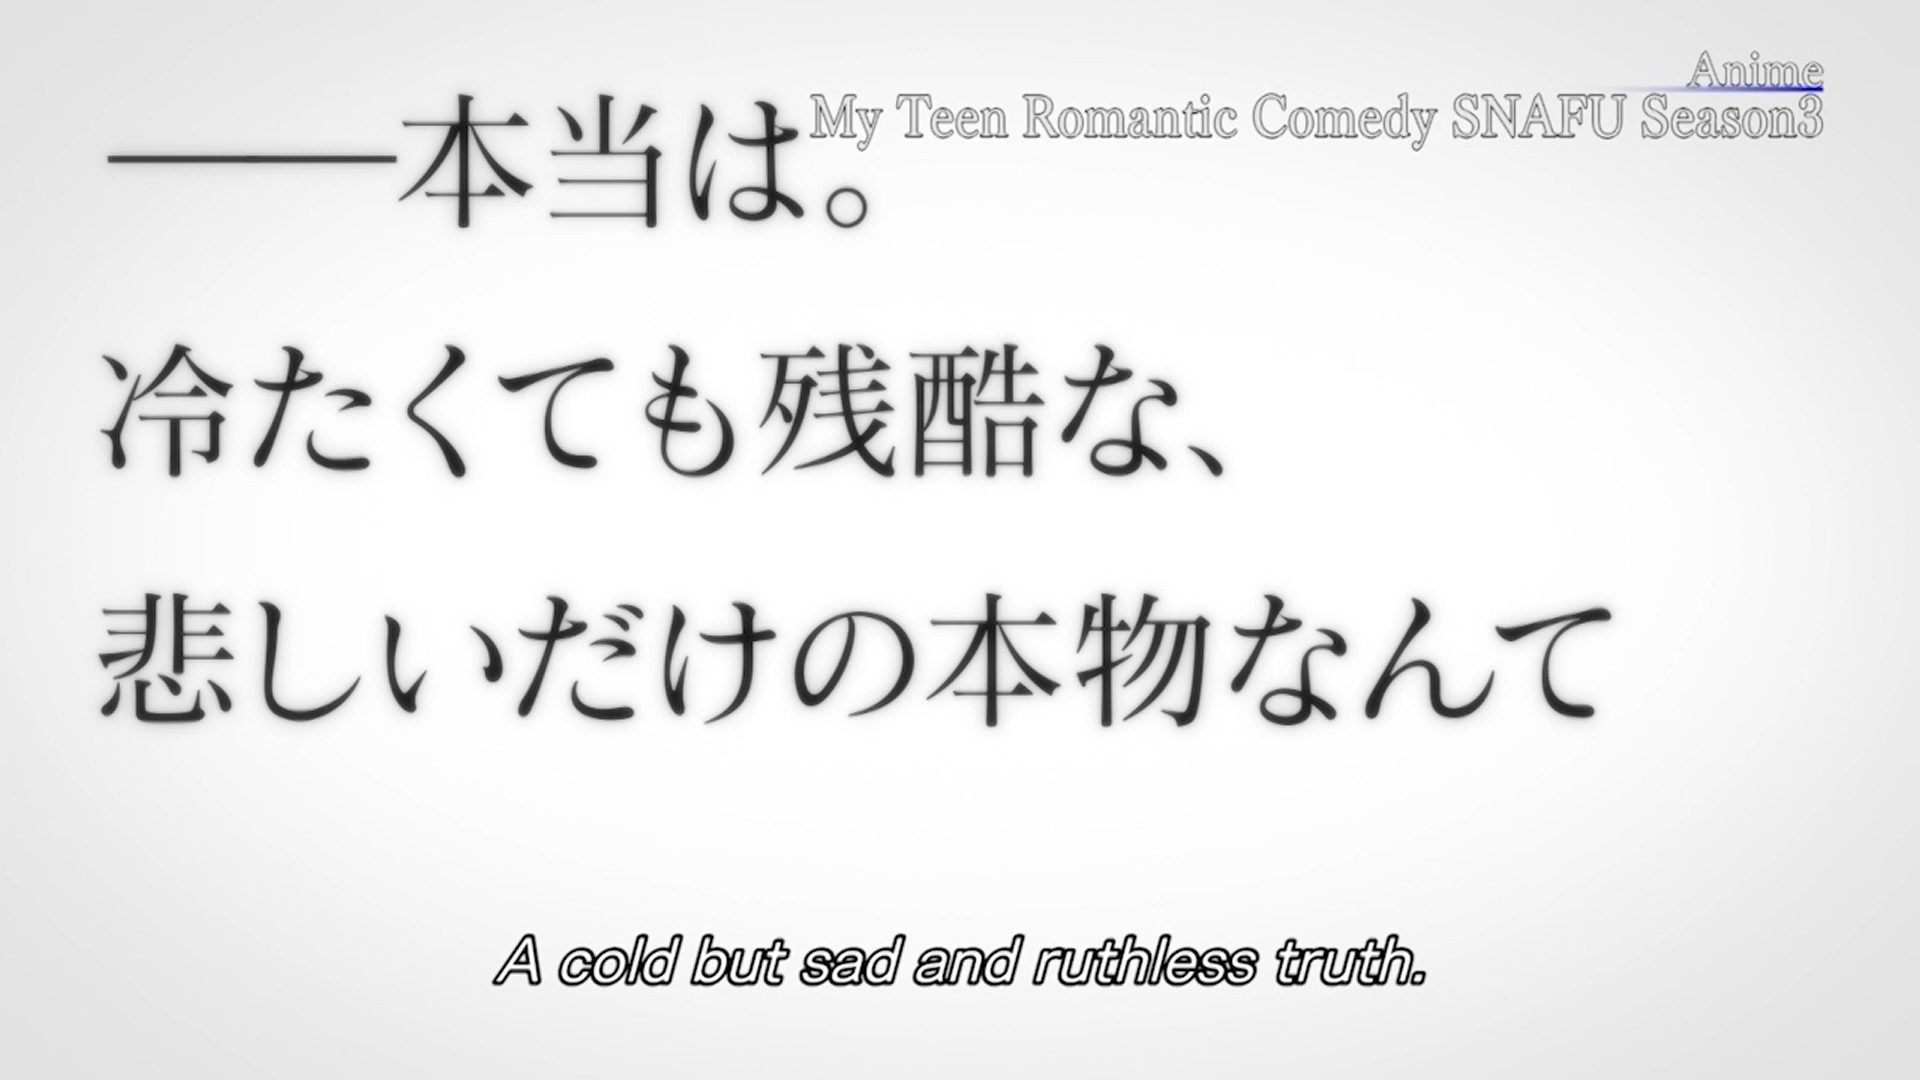 Anime
My Teen Romantic Comedy SNAFU Season3
――本当は。
冷たくても残酷な、
悲しいだけの本物なんて
A cold but sad and ruthless truth.